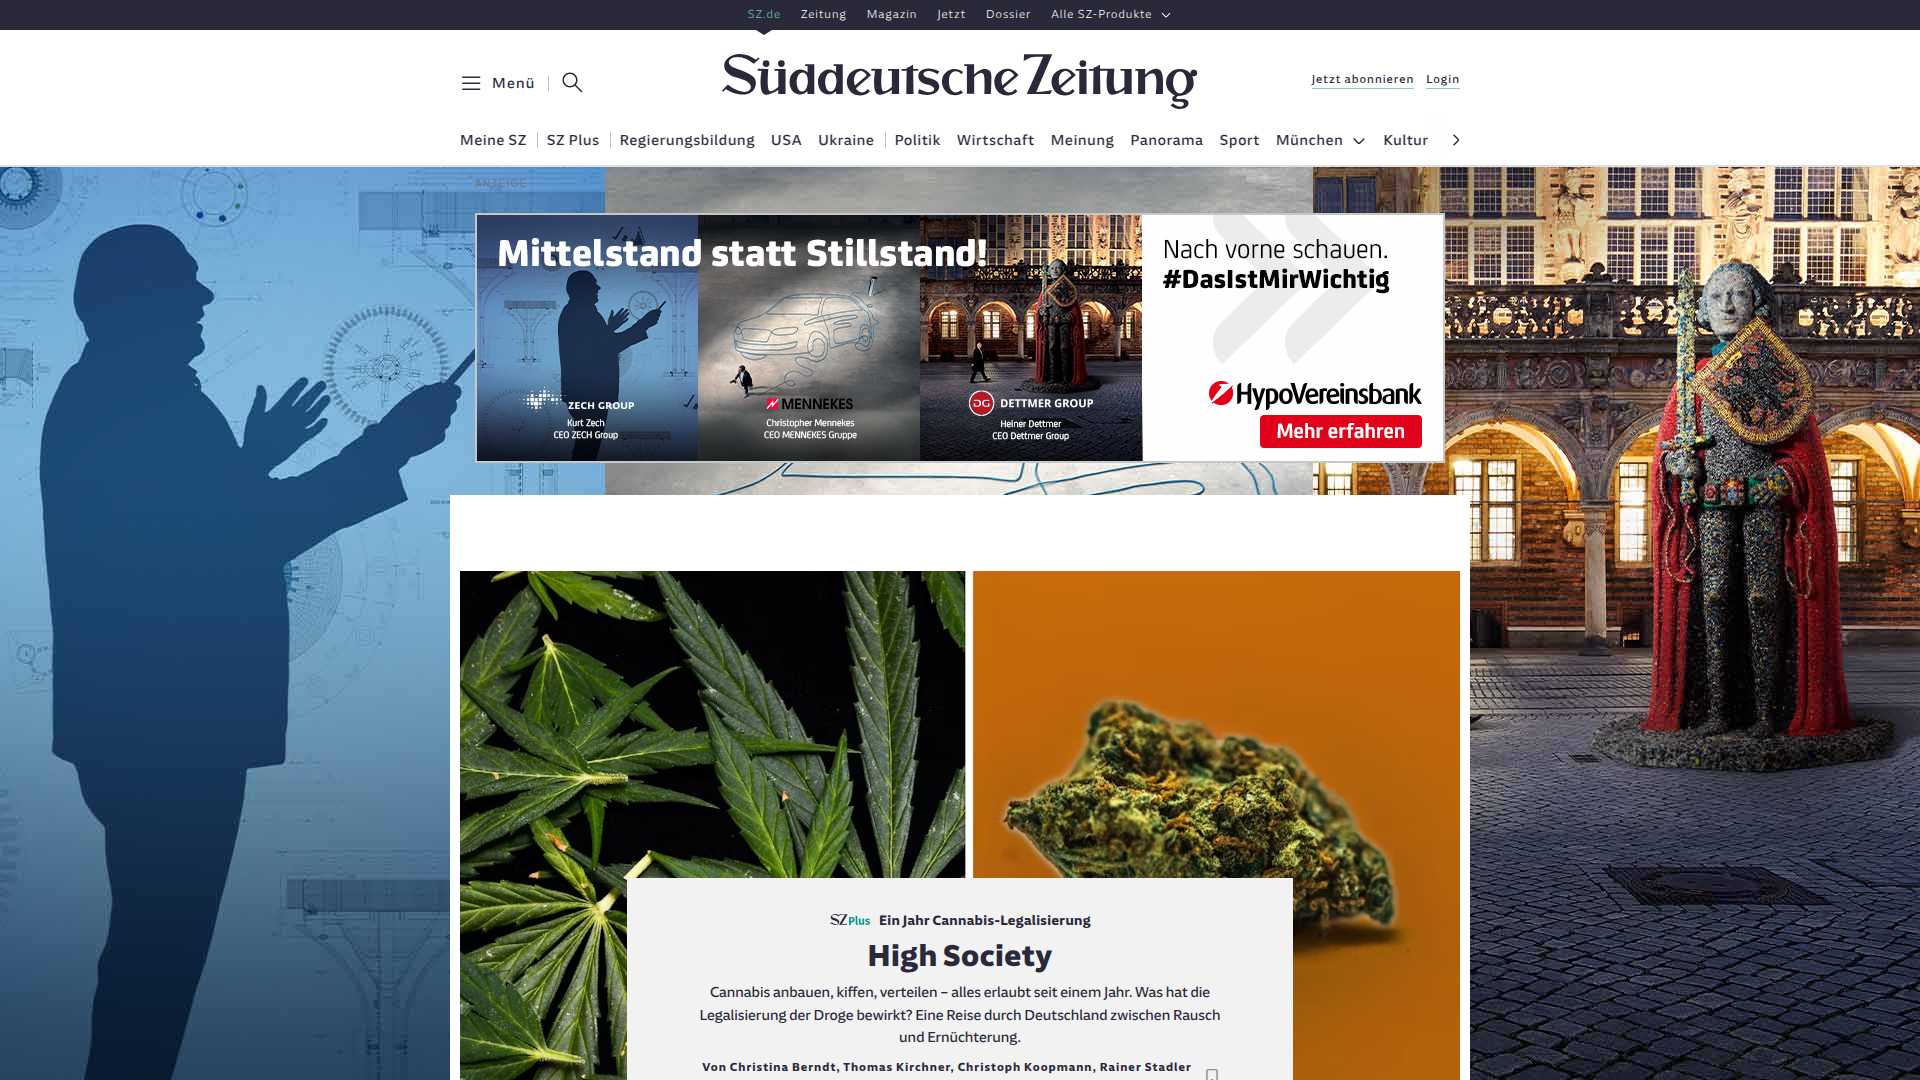 SZ.de Zeitung Magazin Jetzt Dossier Alle SZ-Produkte
Menü
Süddeutsche Zeitung
Jetzt abonnieren Login
Meine SZ SZ Plus Regierungsbildung USA Ukraine Politik Wirtschaft Meinung Panorama Sport München Kultur
ANZEIGE
Mittelstand statt Stillstand!
ZECH GROUP
Kurt Zech
CEO ZECH Group
MENNEKES
Christopher Mennekes
CEO MENNEKES Gruppe
DG DETTMER GROUP
Heiner Dettmer
CEO Dettmer Group
Nach vorne schauen.
#DasIstMirWichtig
HypoVereinsbank
Mehr erfahren
SZ Plus Ein Jahr Cannabis-Legalisierung
High Society
Cannabis anbauen, kiffen, verteilen – alles erlaubt seit einem Jahr. Was hat die
Legalisierung der Droge bewirkt? Eine Reise durch Deutschland zwischen Rausch
und Ernüchterung.
Von Christina Berndt, Thomas Kirchner, Christoph Koopmann, Rainer Stadler